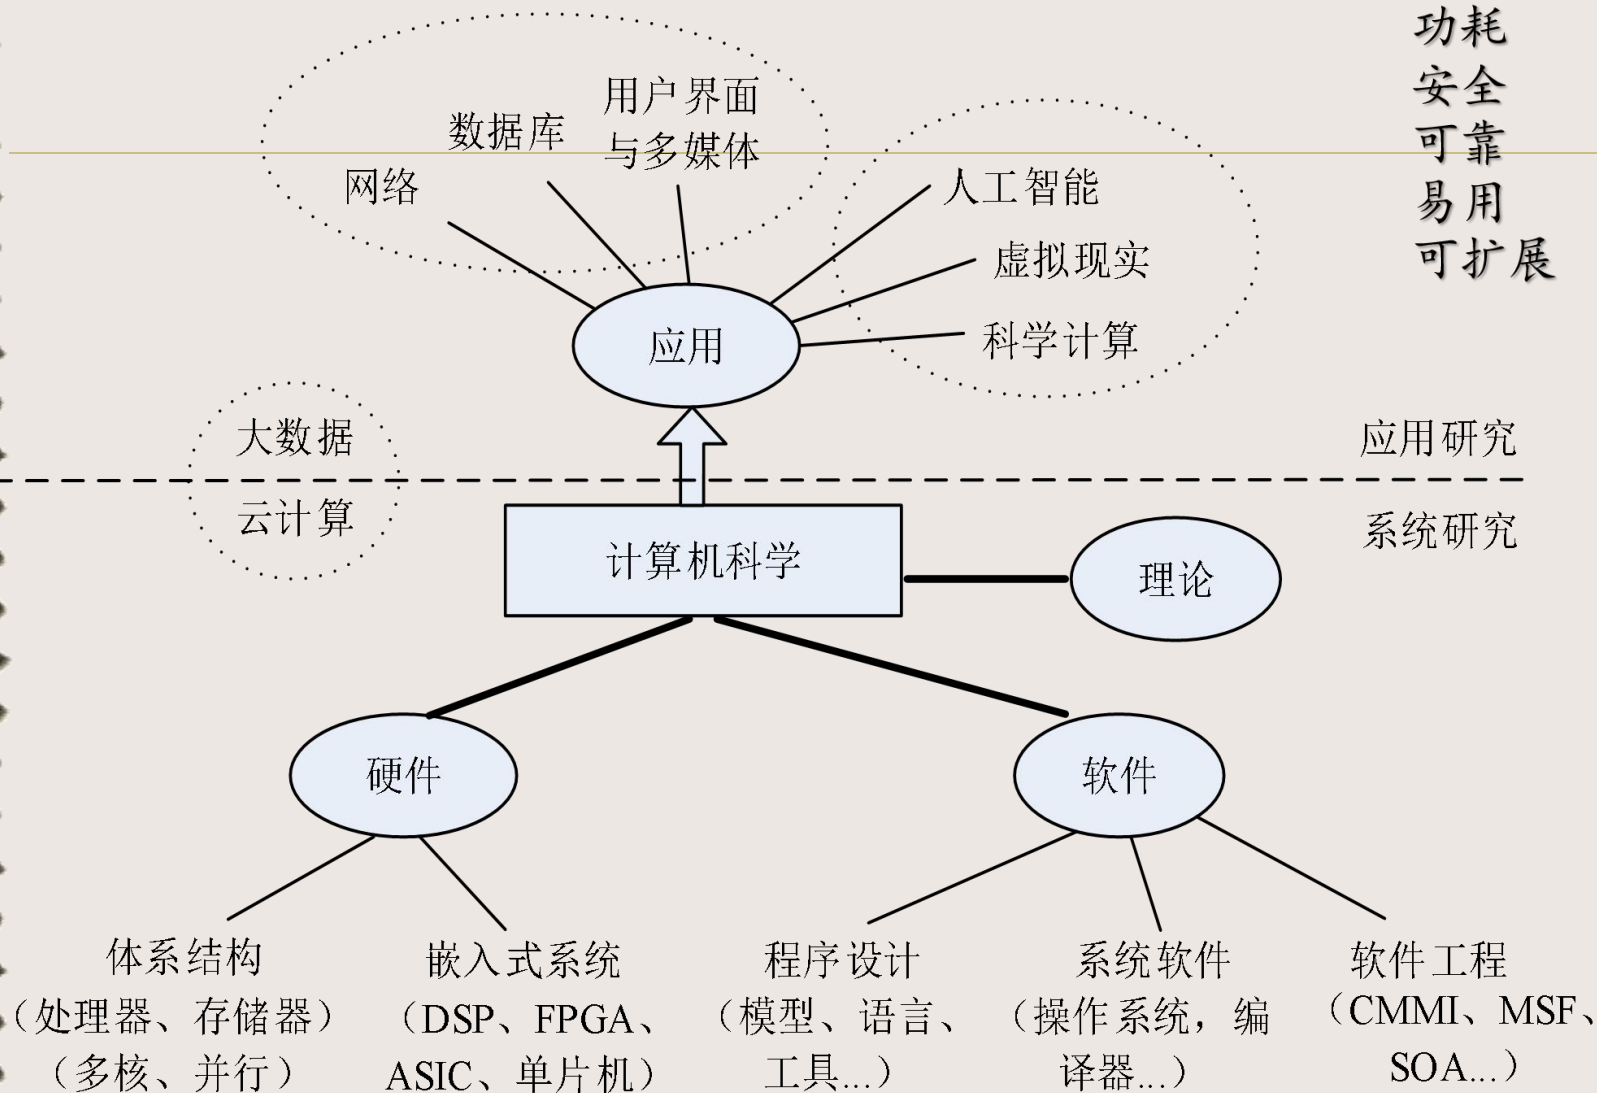 功耗
安全
可靠
易用
可扩展
用户界面
与多媒体
数据库
网络
人工智能
虚拟现实
科学计算
应用
大数据
应用研究
云计算
系统研究
计算机科学
理论
硬件
软件
体系结构
（处理器、存储器）
（多核、并行）
嵌入式系统
（DSP、FPGA、
ASIC、单片机）
程序设计
（模型、语言、
工具...）
系统软件
（操作系统，编
译器...）
软件工程
（CMMI、MSF、
SOA...）